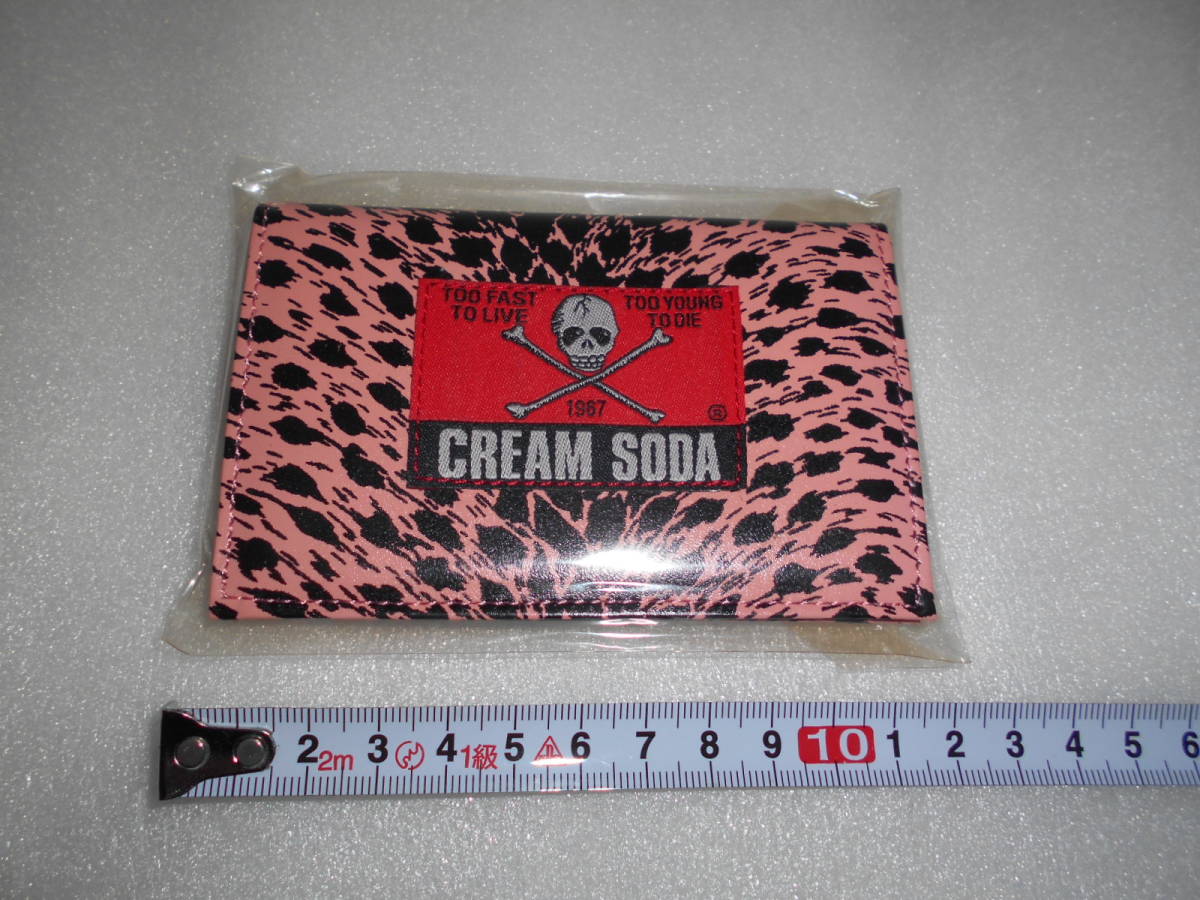 TOO FAST
TO LIVE
TOO YOUNG
TO DIE
1967
®
CREAM SODA
2 2m 3 4 1級 5 6 7 8 9 10 1 2 3 4 5 6